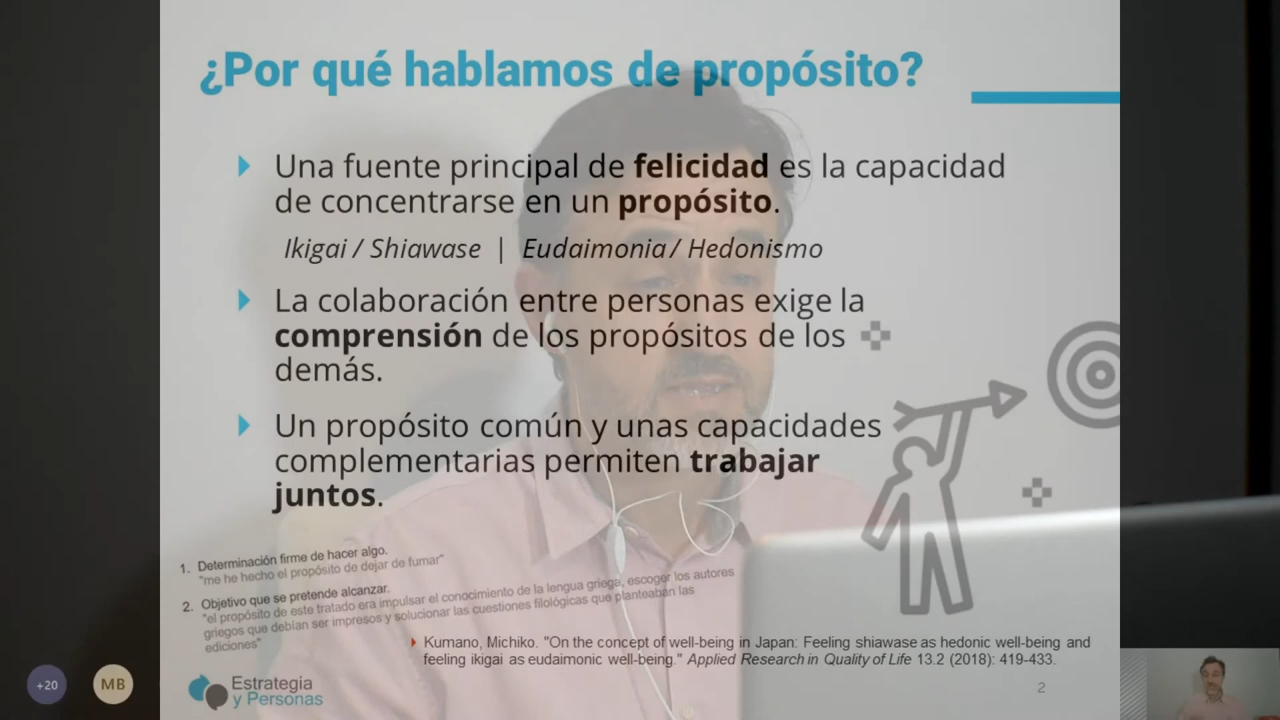 ¿Por qué hablamos de propósito?
Una fuente principal de felicidad es la capacidad
de concentrarse en un propósito.
Ikigai / Shiawase | Eudaimonia / Hedonismo
La colaboración entre personas exige la
comprensión de los propósitos de los
demás.
Un propósito común y unas capacidades
complementarias permiten trabajar
juntos.
1. Determinación firme de hacer algo.
"me he hecho el propósito de dejar de fumar"
2. Objetivo que se pretende alcanzar.
"el propósito de este tratado era impulsar el conocimiento de la lengua griega, escoger los autores
griegos que debían ser impresos y solucionar las cuestiones filológicas que planteaban las
ediciones"
Kumano, Michiko. "On the concept of well-being in Japan: Feeling shiawase as hedonic well-being and
feeling ikigai as eudaimonic well-being." Applied Research in Quality of Life 13.2 (2018): 419-433.
Estrategia
y Personas
2
+20
MB